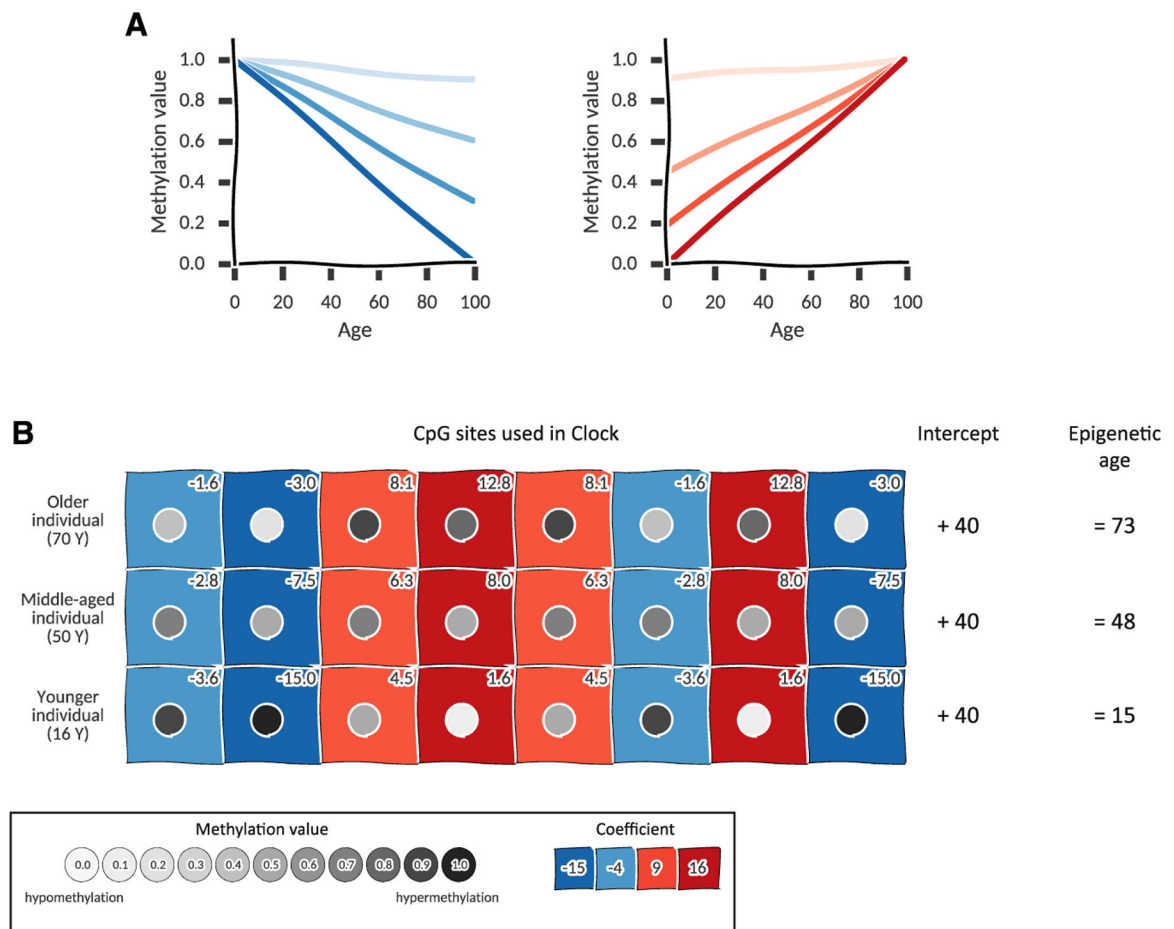 A
Methylation value
1.0
0.8
0.6
0.4
0.2
0.0
0 20 40 60 80 100
Age
Methylation value
1.0
0.8
0.6
0.4
0.2
0.0
0 20 40 60 80 100
Age
B
CpG sites used in Clock
Intercept
Epigenetic
age
Older
individual
(70 Y)
-1.6 -3.0 8.1 12.8 8.1 -1.6 12.8 -3.0
+ 40
= 73
Middle-aged
individual
(50 Y)
-2.8 -7.5 6.3 8.0 6.3 -2.8 8.0 -7.5
+ 40
= 48
Younger
individual
(16 Y)
-3.6 -15.0 4.5 1.6 4.5 -3.6 1.6 -15.0
+ 40
= 15
Methylation value
0.0 0.1 0.2 0.3 0.4 0.5 0.6 0.7 0.8 0.9 1.0
hypomethylation
hypermethylation
Coefficient
-15 -4 9 16